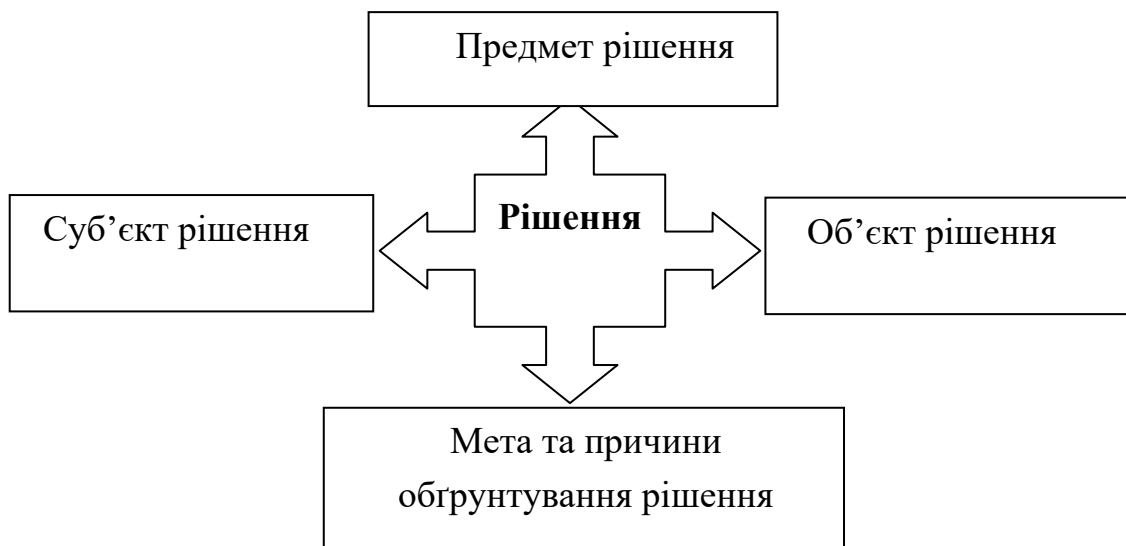 Предмет рішення
Суб’єкт рішення
Рішення
Об’єкт рішення
Мета та причини
обґрунтування рішення